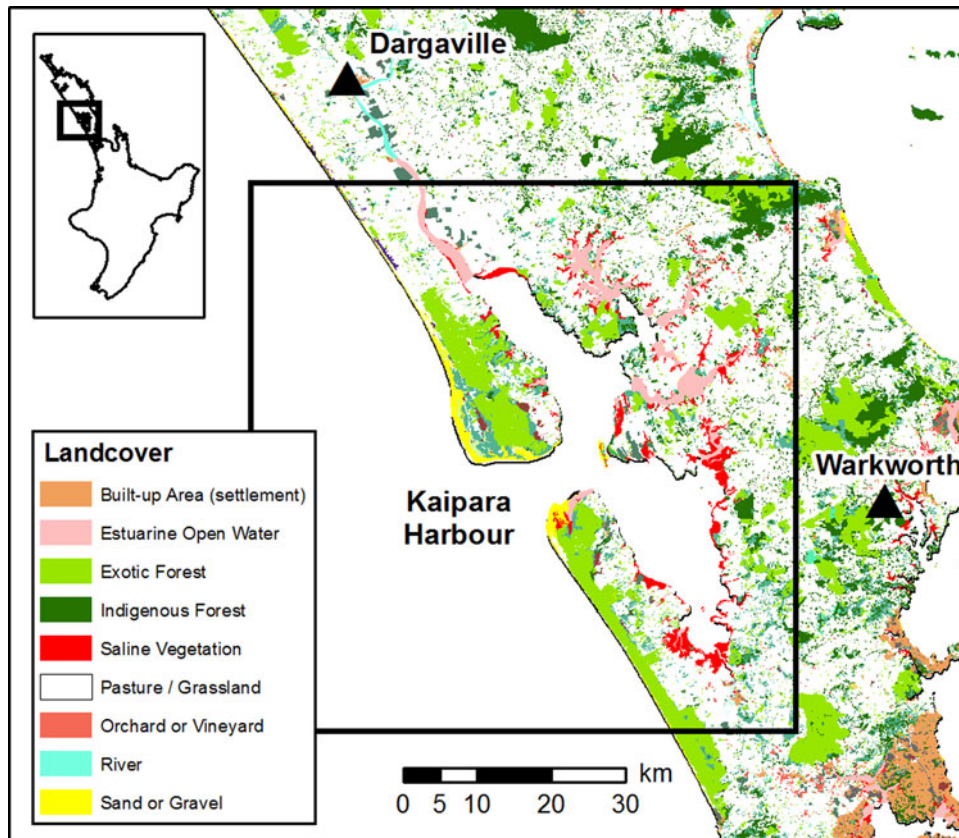 Dargaville
Kaipara
Harbour
Warkworth
Landcover
Built-up Area (settlement)
Estuarine Open Water
Exotic Forest
Indigenous Forest
Saline Vegetation
Pasture / Grassland
Orchard or Vineyard
River
Sand or Gravel
km
0 5 10 20 30